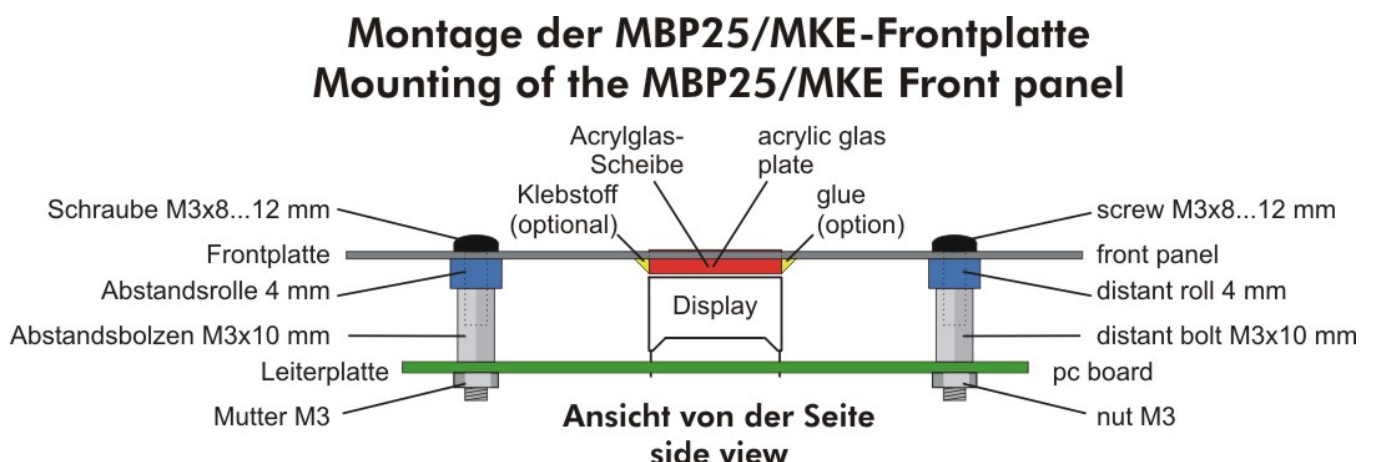 Montage der MBP25/MKE-Frontplatte
Mounting of the MBP25/MKE Front panel
Acrylglas-
Scheibe
acrylic glas
plate
Klebstoff
(optional)
glue
(option)
Schraube M3x8...12 mm
screw M3x8...12 mm
Frontplatte
front panel
Abstandsrolle 4 mm
distant roll 4 mm
Display
Abstandsbolzen M3x10 mm
distant bolt M3x10 mm
Leiterplatte
pc board
Mutter M3
nut M3
Ansicht von der Seite
side view